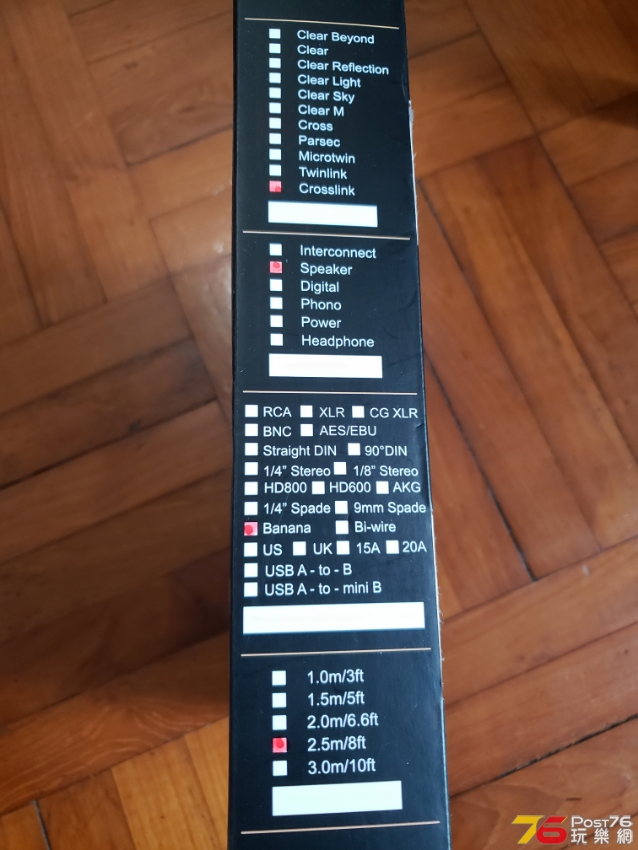 Clear Beyond
Clear
Clear Reflection
Clear Light
Clear Sky
Clear M
Cross
Parsec
Microtwin
Twinlink
Crosslink
Interconnect
Speaker
Digital
Phono
Power
Headphone
RCA XLR CG XLR
BNC AES/EBU
Straight DIN 90°DIN
1/4” Stereo 1/8” Stereo
HD800 HD600 AKG
1/4” Spade 9mm Spade
Banana Bi-wire
US UK 15A 20A
USB A - to - B
USB A - to - mini B
1.0m/3ft
1.5m/5ft
2.0m/6.6ft
2.5m/8ft
3.0m/10ft
76 Post76
玩樂網